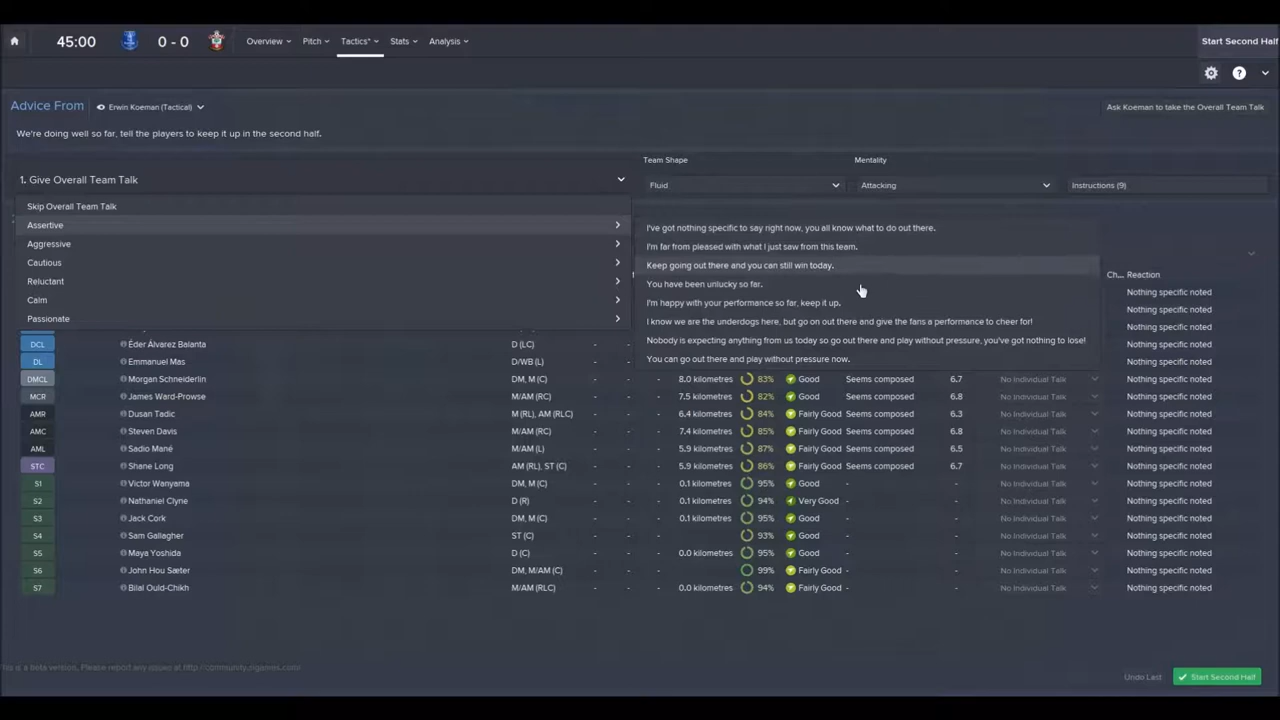 45:00 0 - 0 Overview Pitch Tactics* Stats Analysis Start Second Half
?
Advice From Erwin Koeman (Tactical) Ask Koeman to take the Overall Team Talk
We're doing well so far, tell the players to keep it up in the second half.
Team Shape Mentality
1. Give Overall Team Talk Fluid Attacking Instructions (9)
Skip Overall Team Talk
Assertive
Aggressive
Cautious
Reluctant
Calm
Passionate
I've got nothing specific to say right now, you all know what to do out there.
I'm far from pleased with what I just saw from this team.
Keep going out there and you can still win today.
You have been unlucky so far.
I'm happy with your performance so far, keep it up.
I know we are the underdogs here, but go on out there and give the fans a performance to cheer for!
Nobody is expecting anything from us today so go out there and play without pressure, you've got nothing to lose!
You can go out there and play without pressure now.
Ch... Reaction
Nothing specific noted
Nothing specific noted
Nothing specific noted
DCL Éder Álvarez Balanta D (LC) Nothing specific noted
DL Emmanuel Mas D/WB (L) Nothing specific noted
DMCL Morgan Schneiderlin DM, M (C) - - - 8.0 kilometres 83% Good Seems composed 6.7 No Individual Talk Nothing specific noted
MCR James Ward-Prowse M/AM (RC) - - - 7.5 kilometres 82% Good Seems composed 6.8 No Individual Talk Nothing specific noted
AMR Dusan Tadic M (RL), AM (RLC) - - - 6.4 kilometres 84% Fairly Good Seems composed 6.3 No Individual Talk Nothing specific noted
AMC Steven Davis M/AM (RC) - - - 7.4 kilometres 85% Fairly Good Seems composed 6.8 No Individual Talk Nothing specific noted
AML Sadio Mané M/AM (L) - - - 5.9 kilometres 87% Fairly Good Seems composed 6.5 No Individual Talk Nothing specific noted
STC Shane Long AM (RL), ST (C) - - - 5.9 kilometres 86% Fairly Good Seems composed 6.7 No Individual Talk Nothing specific noted
S1 Victor Wanyama DM, M (C) - - - 0.1 kilometres 95% Good - - No Individual Talk Nothing specific noted
S2 Nathaniel Clyne D (R) - - - 0.1 kilometres 94% Very Good - - No Individual Talk Nothing specific noted
S3 Jack Cork DM, M (C) - - - 0.1 kilometres 95% Good - - No Individual Talk Nothing specific noted
S4 Sam Gallagher ST (C) - - - 93% Good - - No Individual Talk Nothing specific noted
S5 Maya Yoshida D (C) - - - 0.0 kilometres 95% Good - - No Individual Talk Nothing specific noted
S6 John Hou Sæter DM, M/AM (C) - - - 99% Fairly Good - - No Individual Talk Nothing specific noted
S7 Bilal Ould-Chikh M/AM (RLC) - - - 0.0 kilometres 94% Fairly Good - - No Individual Talk Nothing specific noted
This is a beta version. Please report any issues at http://community.sigames.com/
Undo Last Start Second Half